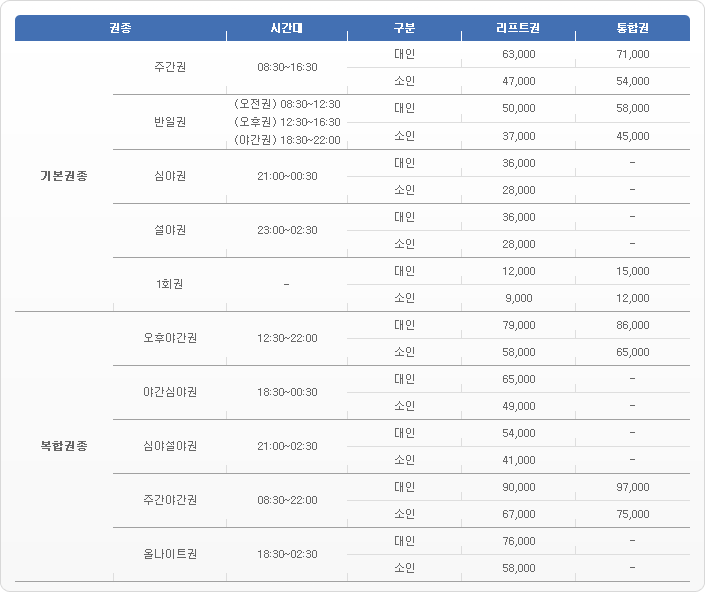 권종 시간대 구분 리프트권 통합권
기본권종 주간권 08:30~16:30 대인 63,000 71,000
소인 47,000 54,000
반일권 (오전권) 08:30~12:30 대인 50,000 58,000
(오후권) 12:30~16:30
(야간권) 18:30~22:00 소인 37,000 45,000
심야권 21:00~00:30 대인 36,000 -
소인 28,000 -
설야권 23:00~02:30 대인 36,000 -
소인 28,000 -
1회권 - 대인 12,000 15,000
소인 9,000 12,000
복합권종 오후야간권 12:30~22:00 대인 79,000 86,000
소인 58,000 65,000
야간심야권 18:30~00:30 대인 65,000 -
소인 49,000 -
심야설야권 21:00~02:30 대인 54,000 -
소인 41,000 -
주간야간권 08:30~22:00 대인 90,000 97,000
소인 67,000 75,000
올나이트권 18:30~02:30 대인 76,000 -
소인 58,000 -